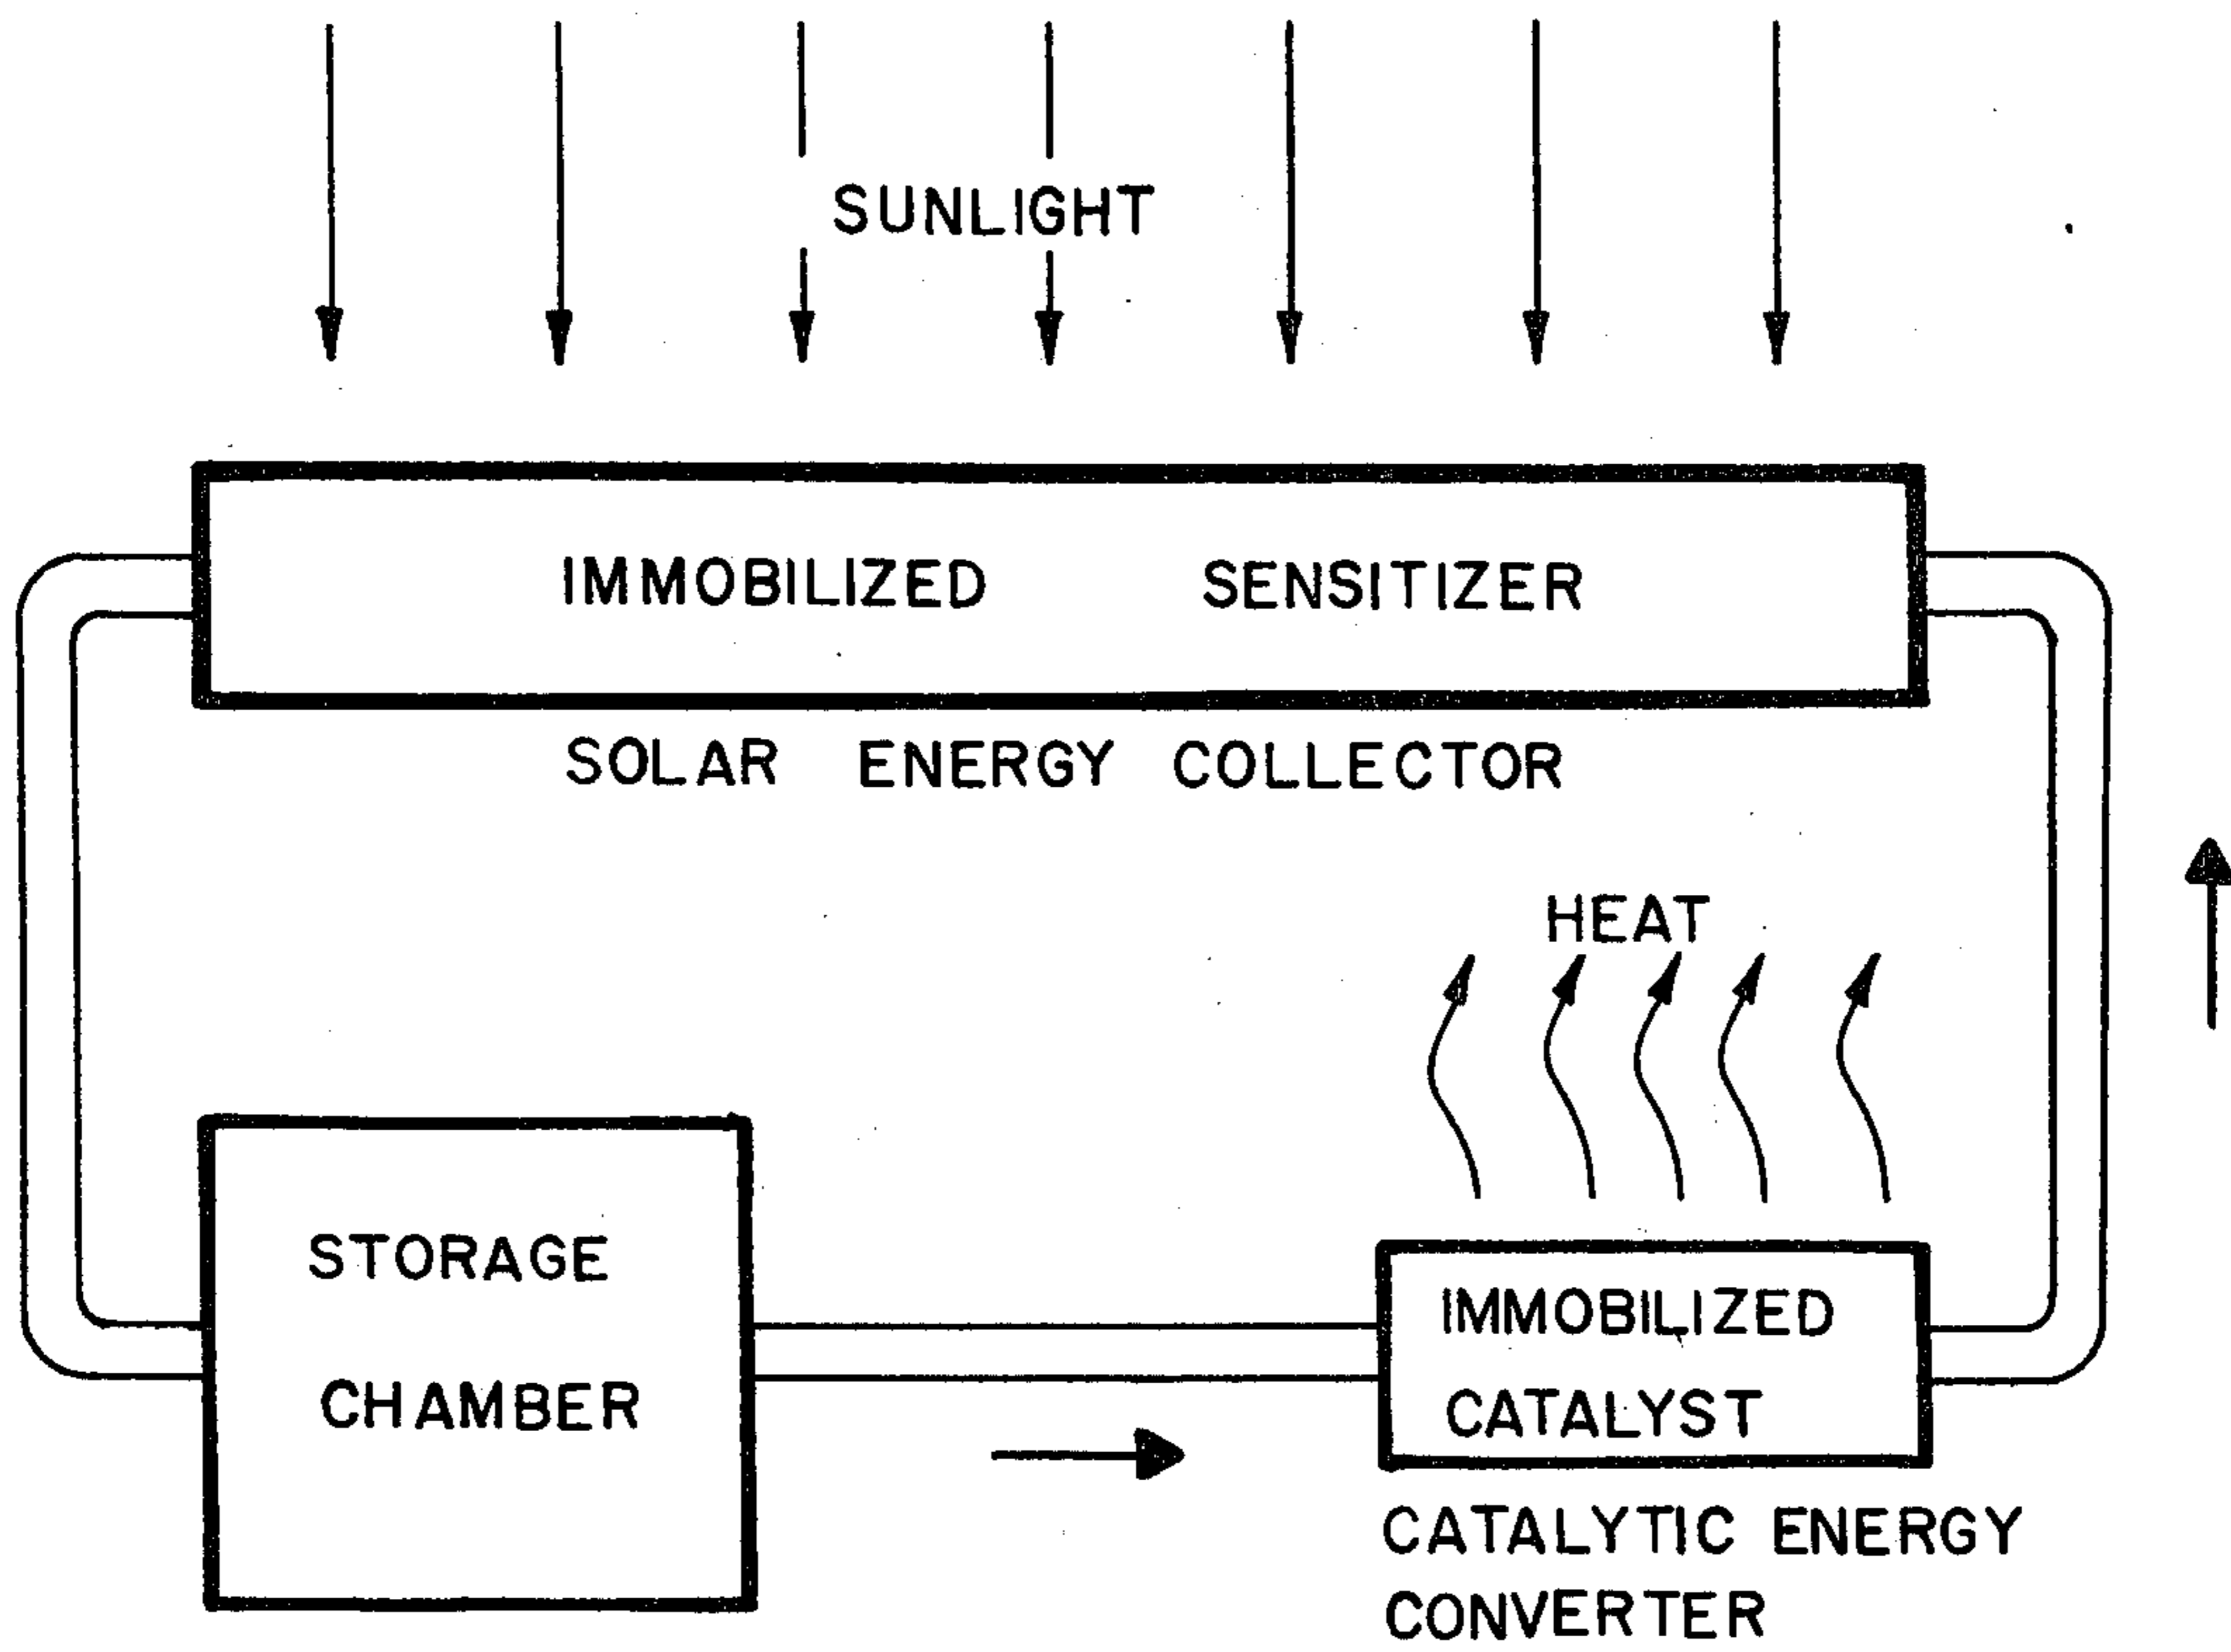 SUNLIGHT
IMMOBILIZED SENSITIZER
SOLAR ENERGY COLLECTOR
HEAT
STORAGE
CHAMBER
IMMOBILIZED
CATALYST
CATALYTIC ENERGY
CONVERTER